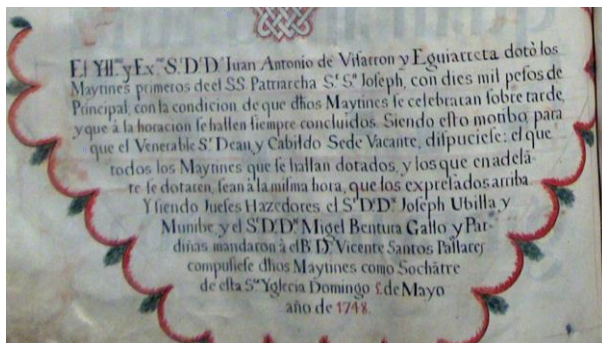 El Yll.mo y Ex.mo S.r D.r D.n Juan Antonio de Visarron y Eguiarreta dotò los
Maytines primeros de el SS. Patriarcha S.r S.n Joseph, con dies mil pesos de
Principal, con la condicion de que dhos Maytines se celebraran sobre tarde,
y que à la horacion se hallen siempre concluidos. Siendo esto motibo, para
que el Venerable S.r Dean, y Cabildo Sede Vacante, dispuciese: el que
todos los Maytines que se hallan dotados, y los que en adelã-
te se dotaren, sean à la misma hora, que los expresados arriba.
Y siendo Jueses Hazedores el S.r D.r D.n Joseph Ubilla y
Munibe, y el S.r D.r D.n Migel Bentura Gallo y Par-
diñas mandaron à el B.r D.n Vicente Santos Pallares
compusiese dhos Maytines como Sochãtre
de esta S.ta Yglecia Domingo 5. de Mayo
año de 1748.